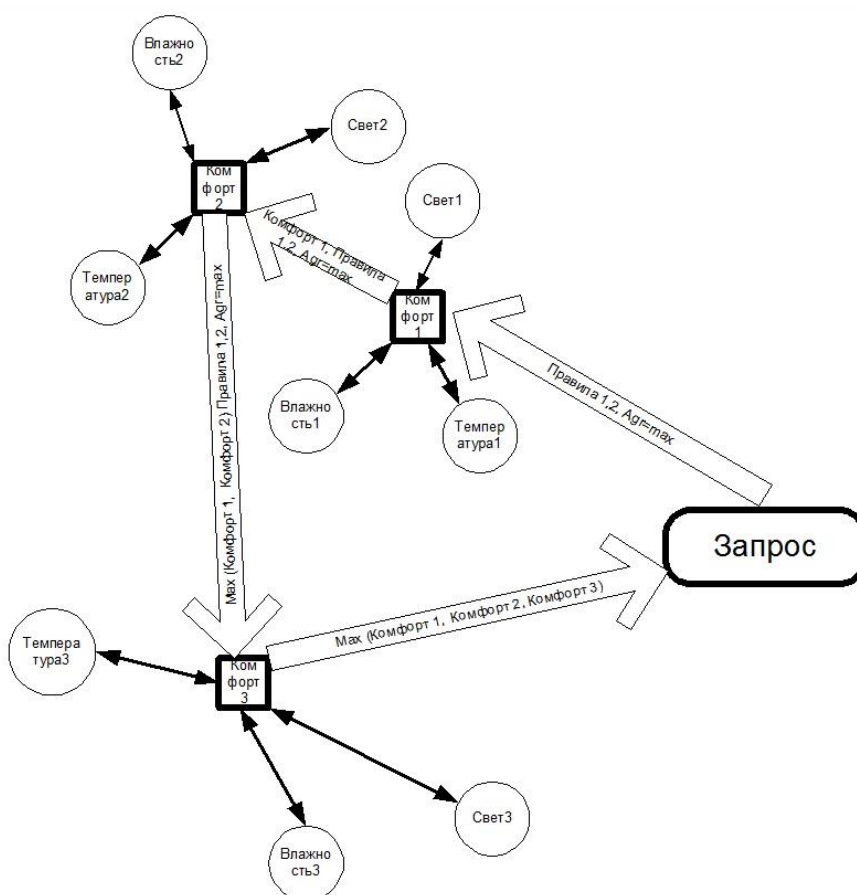 Влажно
сть2
Свет2
Ком
форт
2
Свет1
Комфорт 1, Правила
1,2, Agr=max
Темпер
атура2
Ком
форт
1
Правила 1,2, Agr=max
Влажно
сть1
Темпер
атура1
Max (Комфорт 1, Комфорт 2) Правила 1,2, Agr=max
Запрос
Max (Комфорт 1, Комфорт 2, Комфорт 3)
Темпера
тура3
Ком
форт
3
Свет3
Влажно
сть3